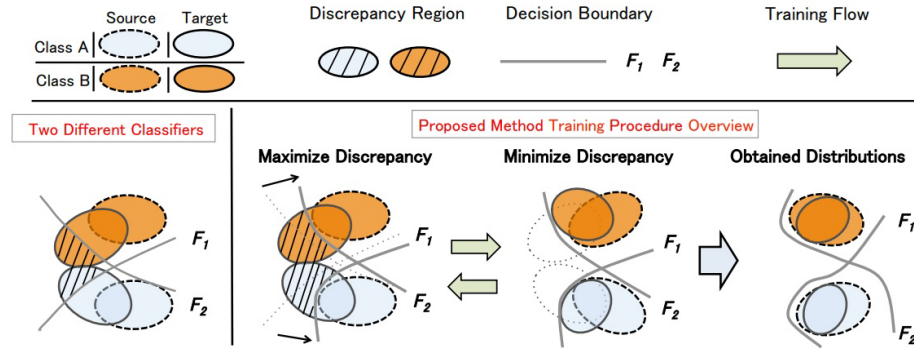 Source Target
Discrepancy Region
Decision Boundary
Training Flow
Class A
Class B
F1 F2
Two Different Classifiers
Proposed Method Training Procedure Overview
Maximize Discrepancy
Minimize Discrepancy
Obtained Distributions
F1
F1
F1
F1
F2
F2
F2
F2